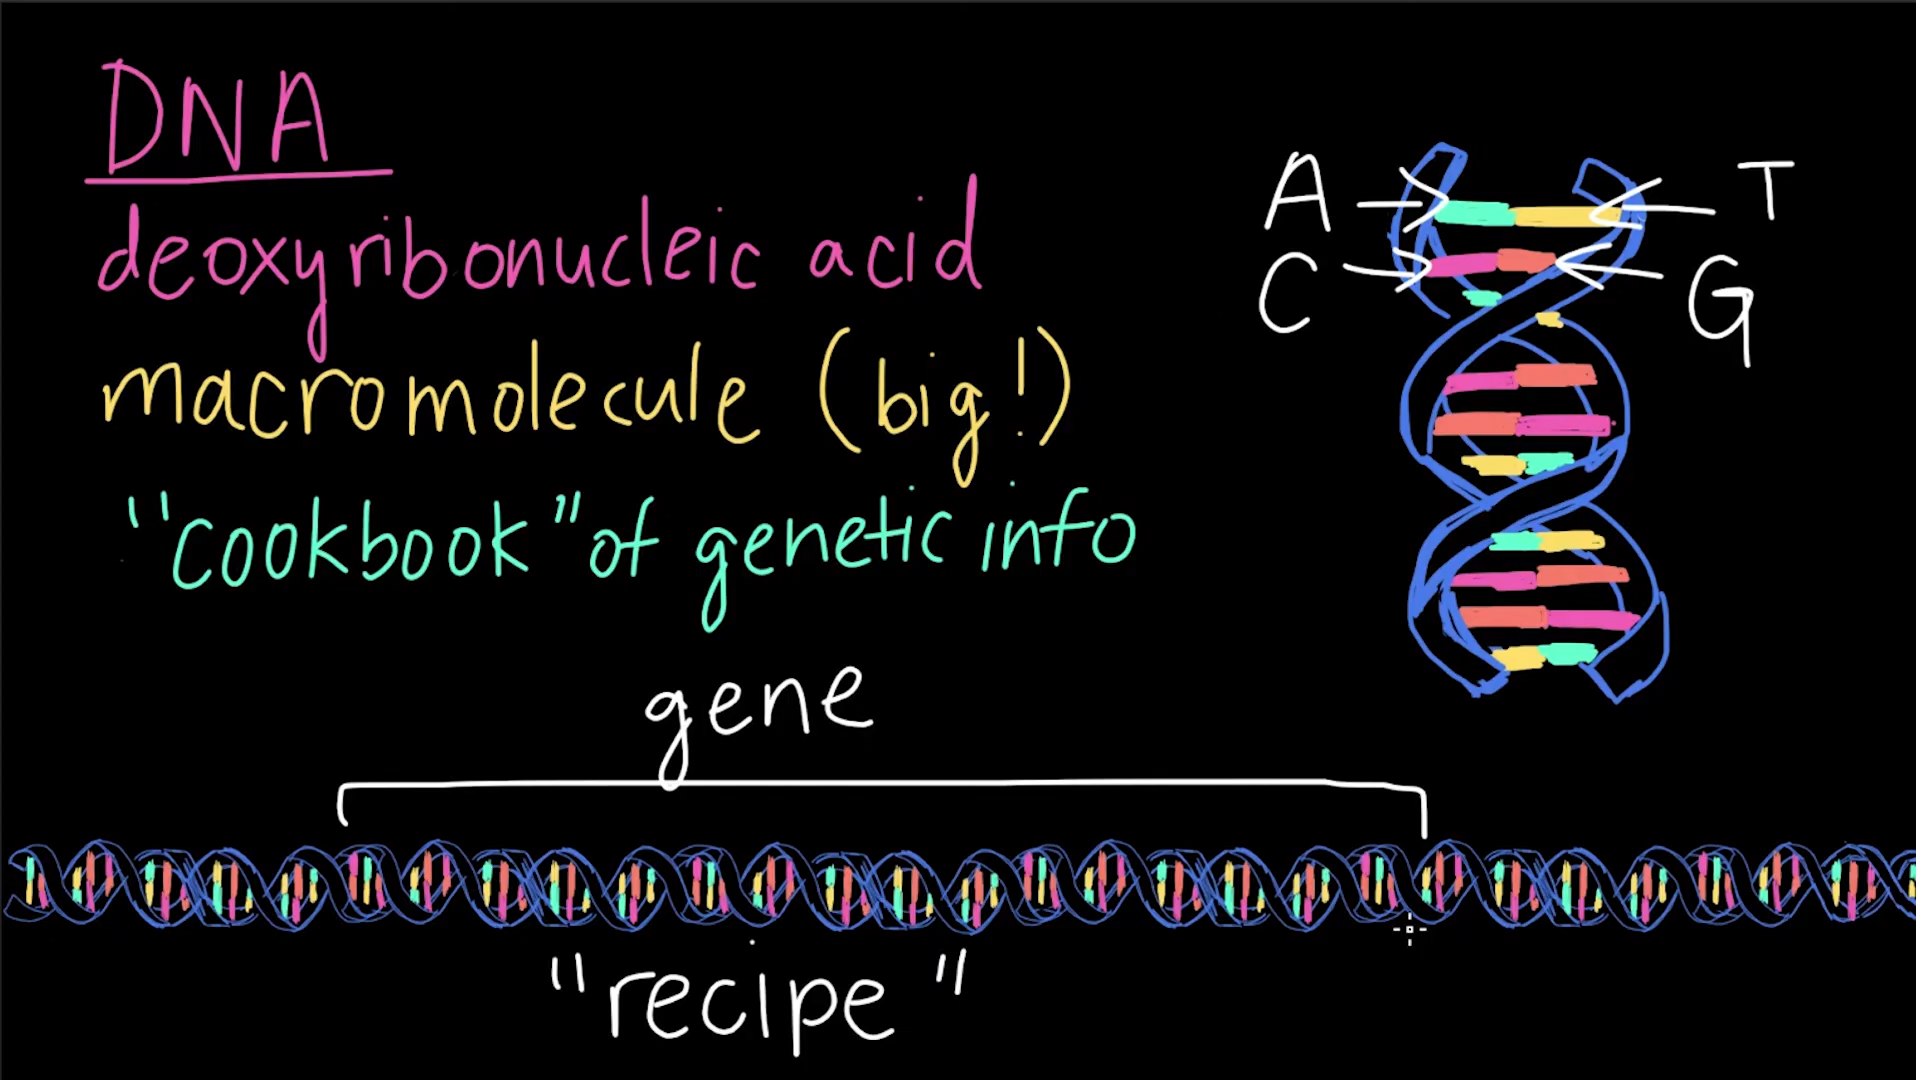 DNA
deoxyribonucleic acid
macromolecule (big!)
"cookbook" of genetic info
A T
C G
gene
"recipe"